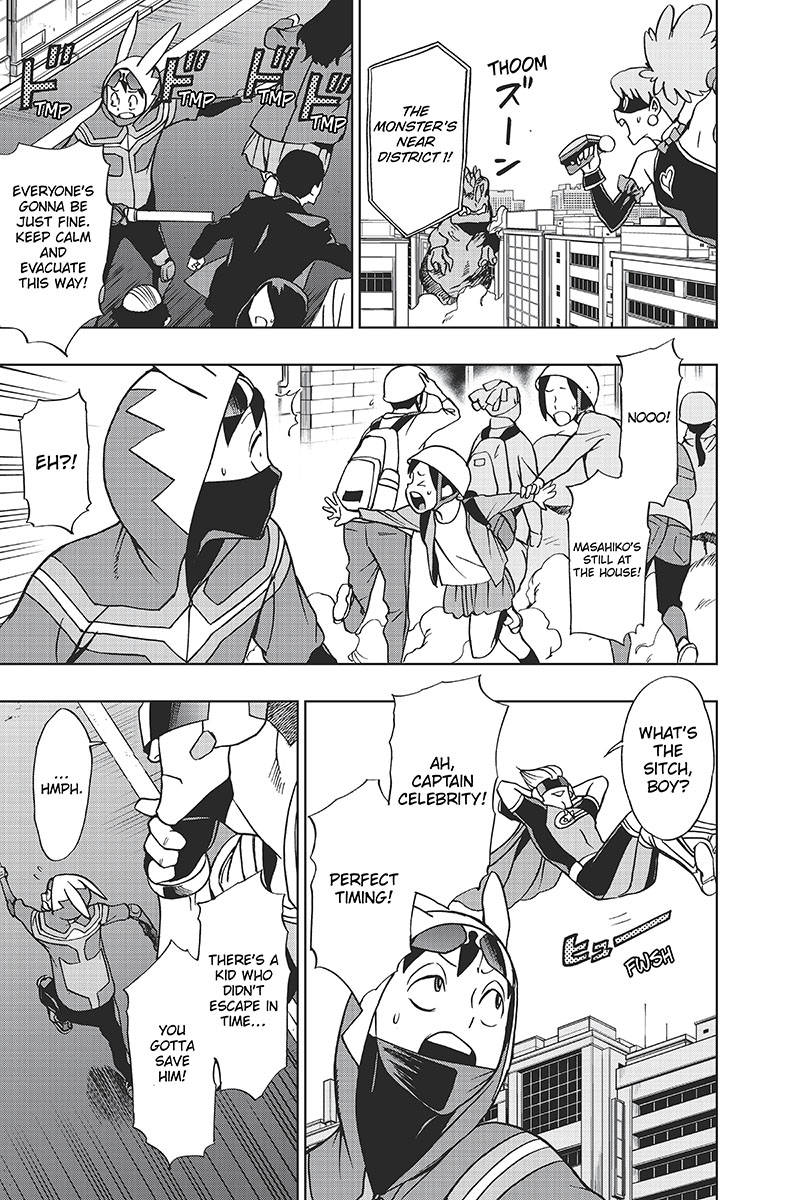 THE
MONSTER'S
NEAR
DISTRICT 1!
THOOM
ズーン
ド
TMP
ド
TMP
ド
TMP
ド
TMP
EVERYONE'S
GONNA BE
JUST FINE.
KEEP CALM
AND
EVACUATE
THIS WAY!
NOOO!
MASAHIKO'S
STILL AT
THE HOUSE!
EH?!
WHAT'S
THE
SITCH,
BOY?
ヒュー
FWSH
AH,
CAPTAIN
CELEBRITY!
PERFECT
TIMING!
THERE'S A
KID WHO
DIDN'T
ESCAPE IN
TIME...
YOU
GOTTA
SAVE
HIM!
...
HMPH.